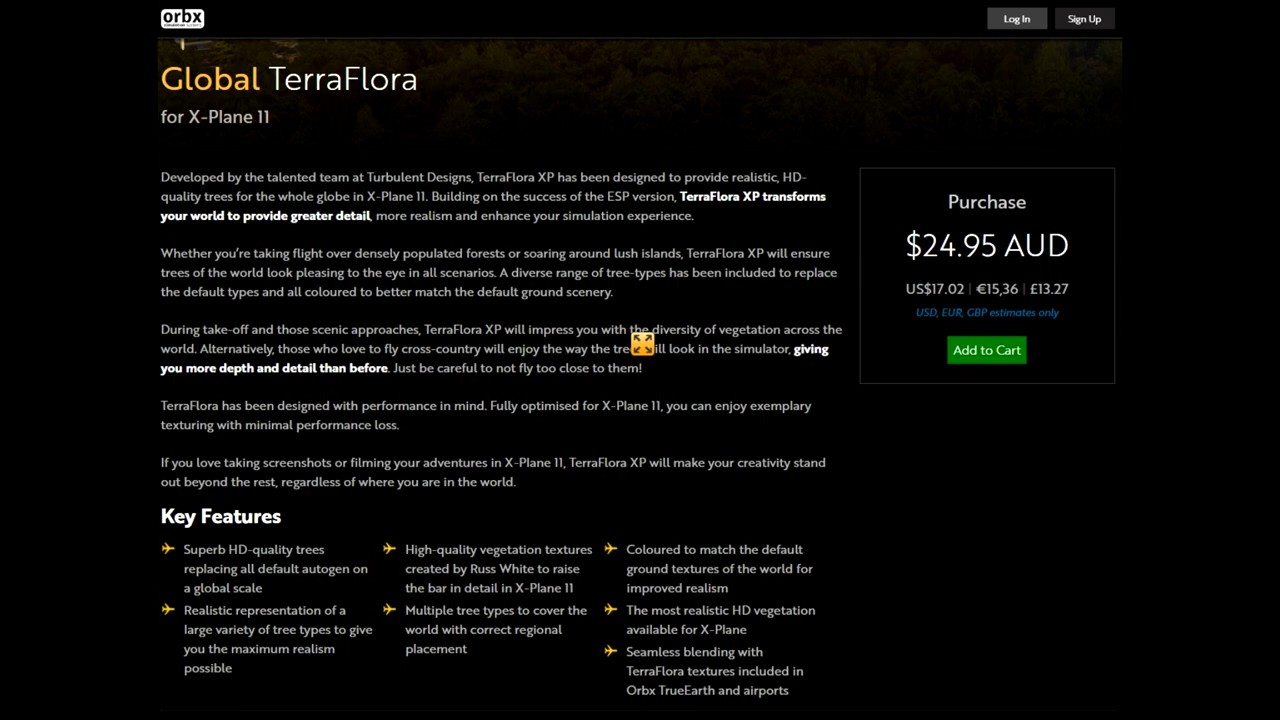 orbx
Log In
Sign Up
Global TerraFlora
for X-Plane 11
Developed by the talented team at Turbulent Designs, TerraFlora XP has been designed to provide realistic, HD-
quality trees for the whole globe in X-Plane 11. Building on the success of the ESP version, TerraFlora XP transforms
your world to provide greater detail, more realism and enhance your simulation experience.
Whether you're taking flight over densely populated forests or soaring around lush islands, TerraFlora XP will ensure
trees of the world look pleasing to the eye in all scenarios. A diverse range of tree-types has been included to replace
the default types and all coloured to better match the default ground scenery.
During take-off and those scenic approaches, TerraFlora XP will impress you with the diversity of vegetation across the
world. Alternatively, those who love to fly cross-country will enjoy the way the look in the simulator, giving
you more depth and detail than before. Just be careful to not fly too close to them!
TerraFlora has been designed with performance in mind. Fully optimised for X-Plane 11, you can enjoy exemplary
texturing with minimal performance loss.
If you love taking screenshots or filming your adventures in X-Plane 11, TerraFlora XP will make your creativity stand
out beyond the rest, regardless of where you are in the world.
Purchase
$24.95 AUD
US$17.02 | €15,36 | £13.27
USD, EUR, GBP estimates only
Add to Cart
Key Features
Superb HD-quality trees
replacing all default autogen on
a global scale
Realistic representation of a
large variety of tree types to give
you the maximum realism
possible
High-quality vegetation textures
created by Russ White to raise
the bar in detail in X-Plane 11
Multiple tree types to cover the
world with correct regional
placement
Coloured to match the default
ground textures of the world for
improved realism
The most realistic HD vegetation
available for X-Plane
Seamless blending with
TerraFlora textures included in
Orbx TrueEarth and airports